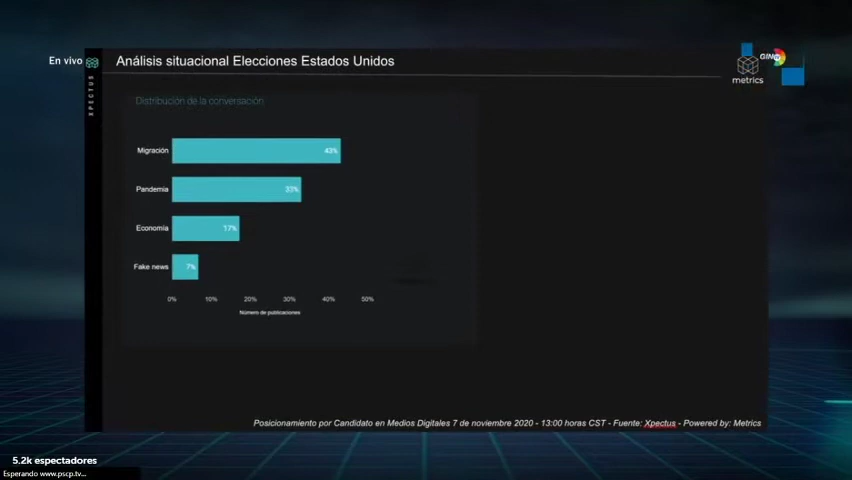 En vivo
Análisis situacional Elecciones Estados Unidos
GINgr
metrics
XPECTUS
Distribución de la conversación
Migración 43%
Pandemia 33%
Economía 17%
Fake news 7%
0% 10% 20% 30% 40% 50%
Número de publicaciones
Posicionamiento por Candidato en Medios Digitales 7 de noviembre 2020 - 13:00 horas CST - Fuente: Xpectus - Powered by: Metrics
5.2k espectadores
Esperando www.pscp.tv...